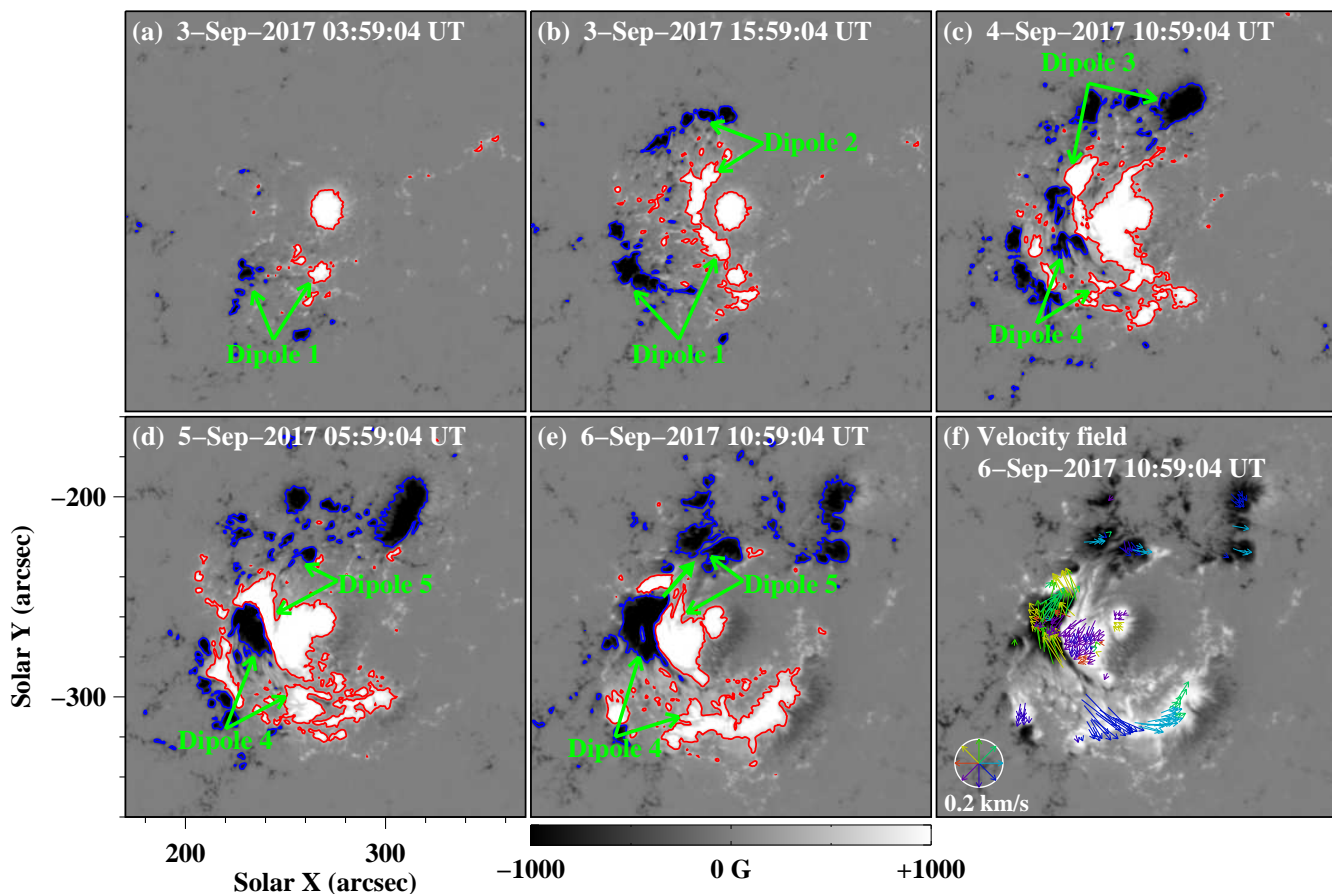 (a) 3−Sep−2017 03:59:04 UT
(b) 3−Sep−2017 15:59:04 UT
(c) 4−Sep−2017 10:59:04 UT
Dipole 1
Dipole 2
Dipole 1
Dipole 3
Dipole 4
(d) 5−Sep−2017 05:59:04 UT
(e) 6−Sep−2017 10:59:04 UT
(f) Velocity field
6−Sep−2017 10:59:04 UT
Dipole 5
Dipole 4
Dipole 5
Dipole 4
0.2 km/s
−200
−300
Solar Y (arcsec)
200
300
Solar X (arcsec)
−1000
0 G
+1000